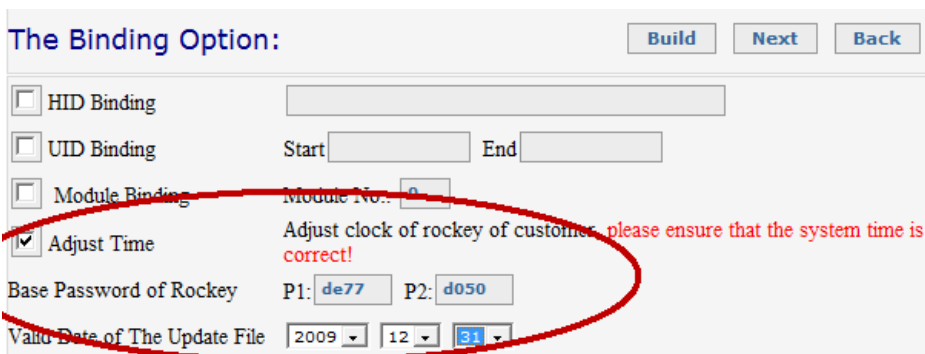 The Binding Option: Build Next Back
HID Binding
UID Binding Start End
Module Binding Module No.: 0
Adjust Time Adjust clock of rockey of customer, please ensure that the system time is correct!
Base Password of Rockey P1: de77 P2: d050
Valid Date of The Update File 2009 12 31